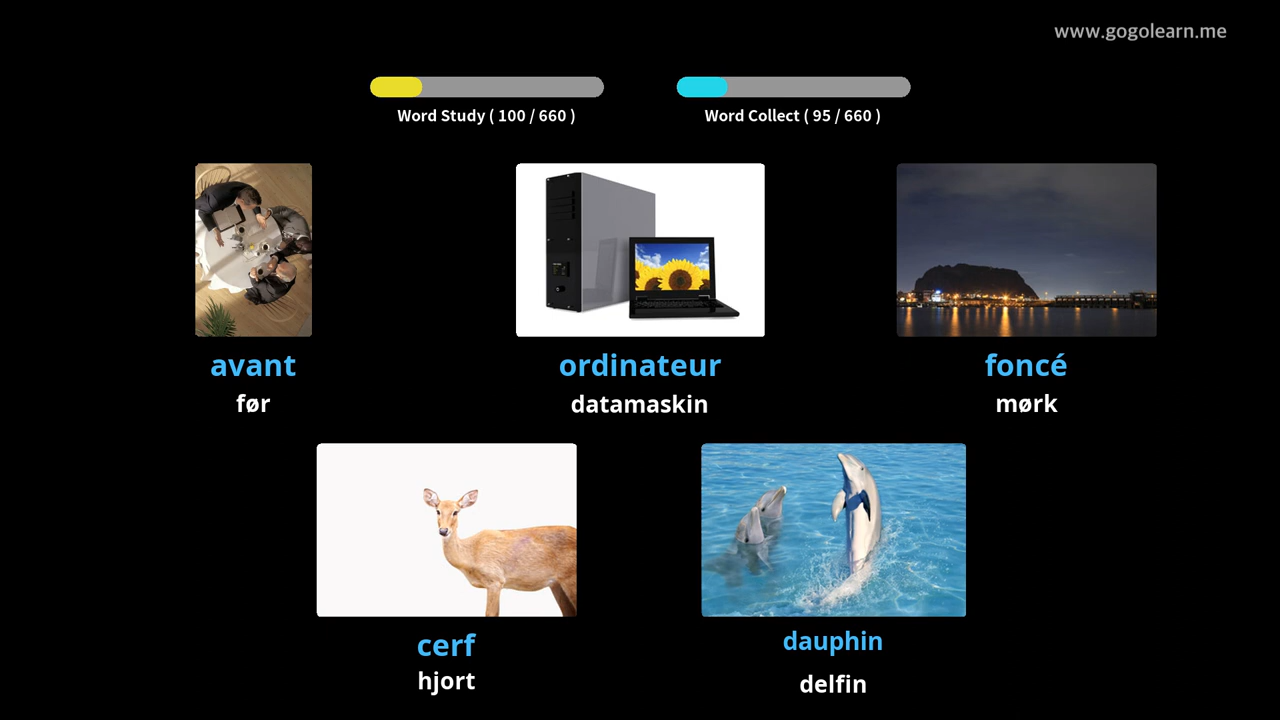 www.gogolearn.me
Word Study ( 100 / 660 )
Word Collect ( 95 / 660 )
avant
før
ordinateur
datamaskin
foncé
mørk
cerf
hjort
dauphin
delfin